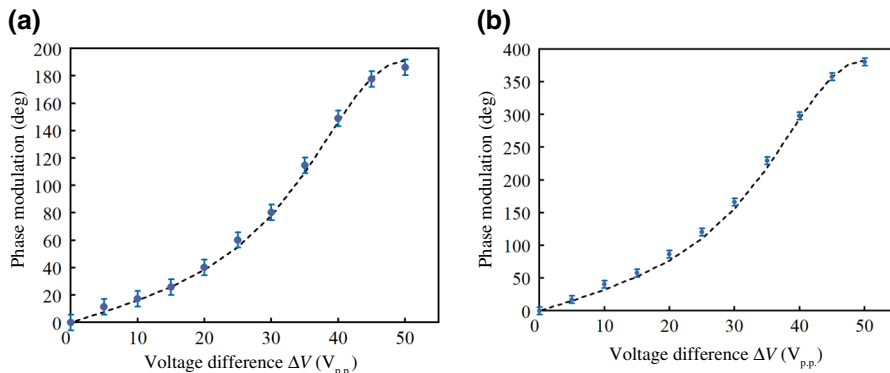 (a)
200
180
160
140
120
100
80
60
40
20
0
Phase modulation (deg)
0 10 20 30 40 50
Voltage difference ΔV (Vp.p.)
(b)
400
350
300
250
200
150
100
50
0
Phase modulation (deg)
0 10 20 30 40 50
Voltage difference ΔV (Vp.p.)